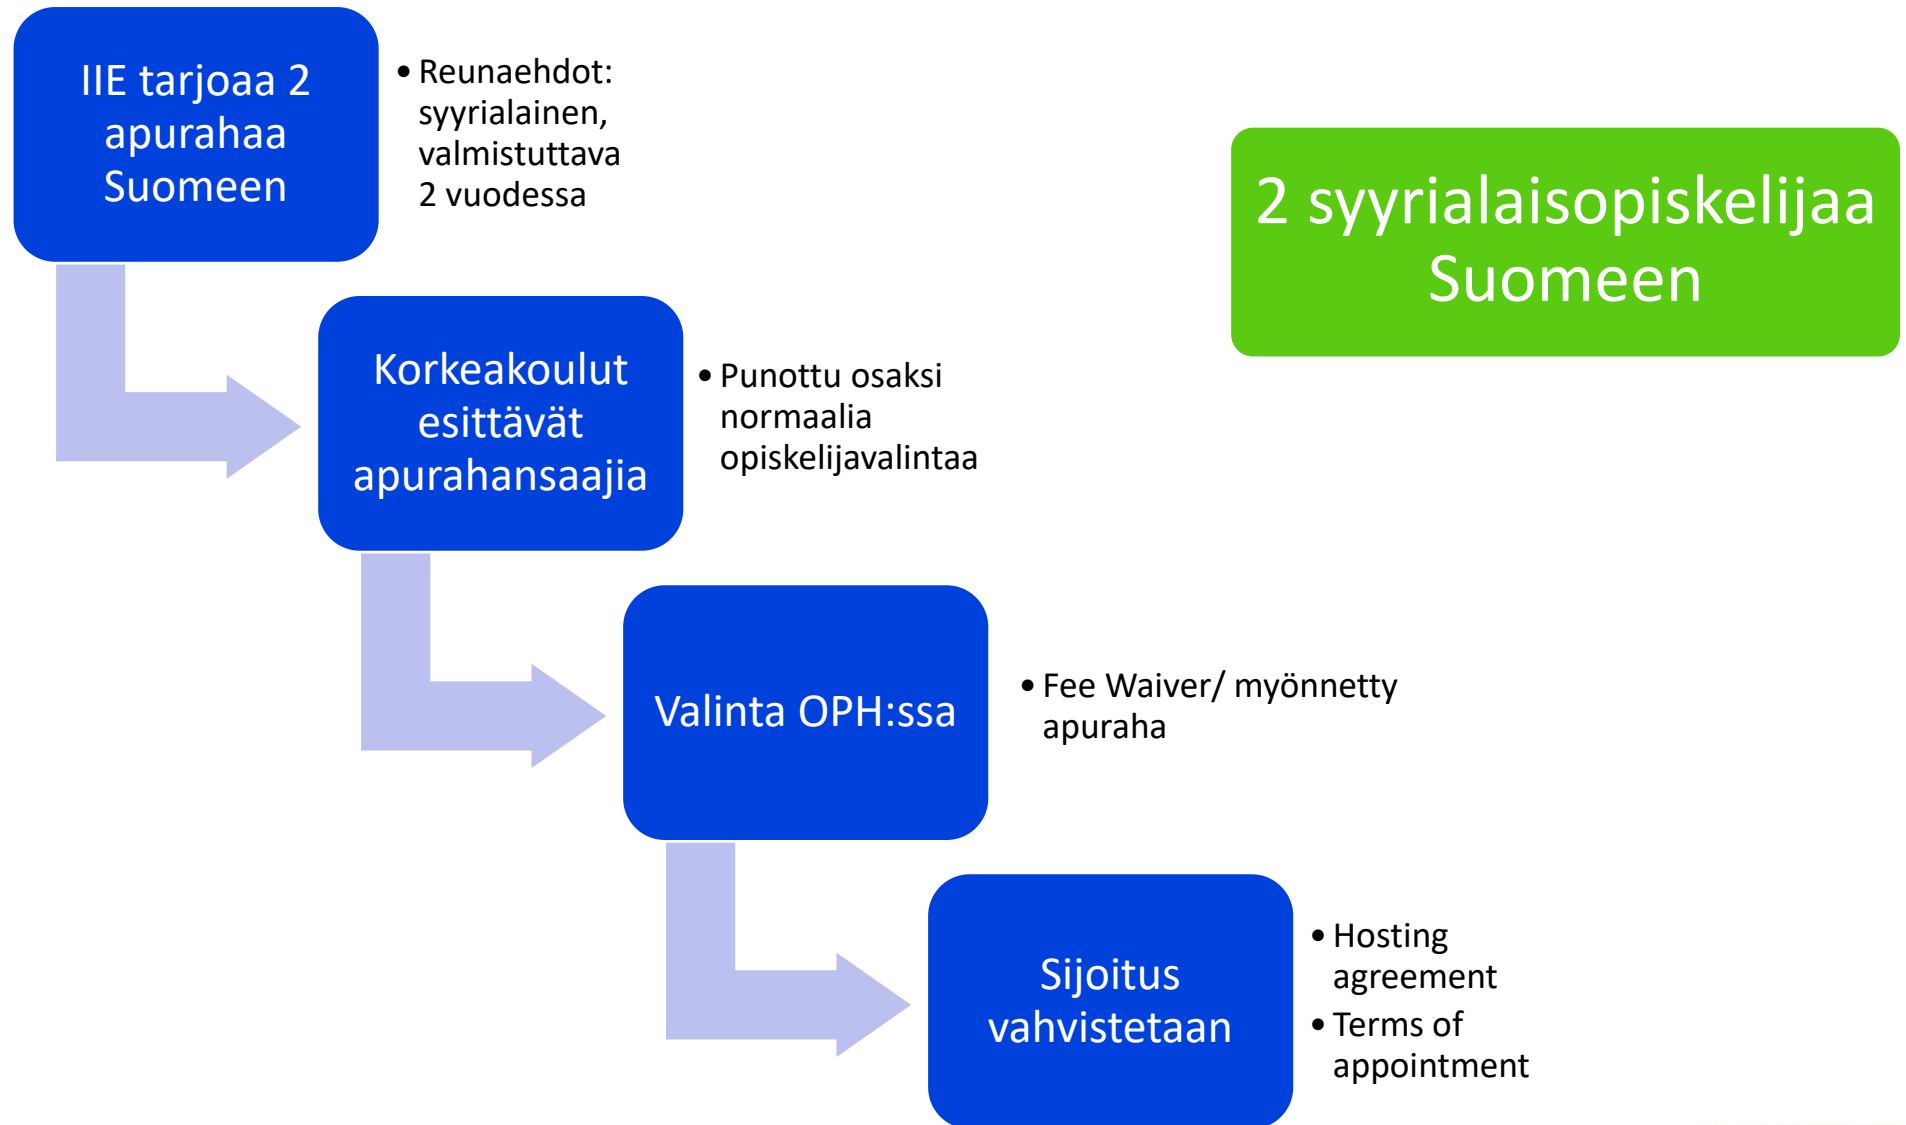 IIE tarjoaa 2
apurahaa
Suomeen
• Reunaehdot:
syyrialainen,
valmistuttava
2 vuodessa
2 syyrialaisopiskelijaa
Suomeen
Korkeakoulut
esittävät
apurahansaajia
• Punottu osaksi
normaalia
opiskelijavalintaa
Valinta OPH:ssa
• Fee Waiver/ myönnetty
apuraha
Sijoitus
vahvistetaan
• Hosting
agreement
• Terms of
appointment